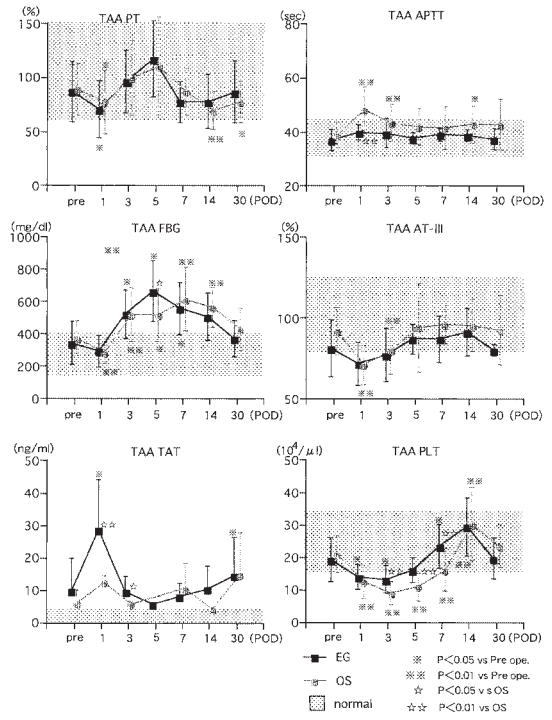 (%)
TAA PT
150
100
50
0
pre 1 3 5 7 14 30 (POD)
(sec)
TAA APTT
80
60
40
20
pre 1 3 5 7 14 30 (POD)
(mg/dl)
TAA FBG
1000
800
600
400
200
0
pre 1 3 5 7 14 30 (POD)
(%)
TAA AT-III
150
100
50
pre 1 3 5 7 14 30 (POD)
(ng/ml)
TAA TAT
50
40
30
20
10
0
pre 1 3 5 7 14 30 (POD)
(10⁴/μl)
TAA PLT
50
40
30
20
10
0
pre 1 3 5 7 14 30 (POD)
EG
OS
normal
※ P<0.05 vs Pre ope.
※※ P<0.01 vs Pre ope.
☆ P<0.05 v s OS
☆☆ P<0.01 vs OS